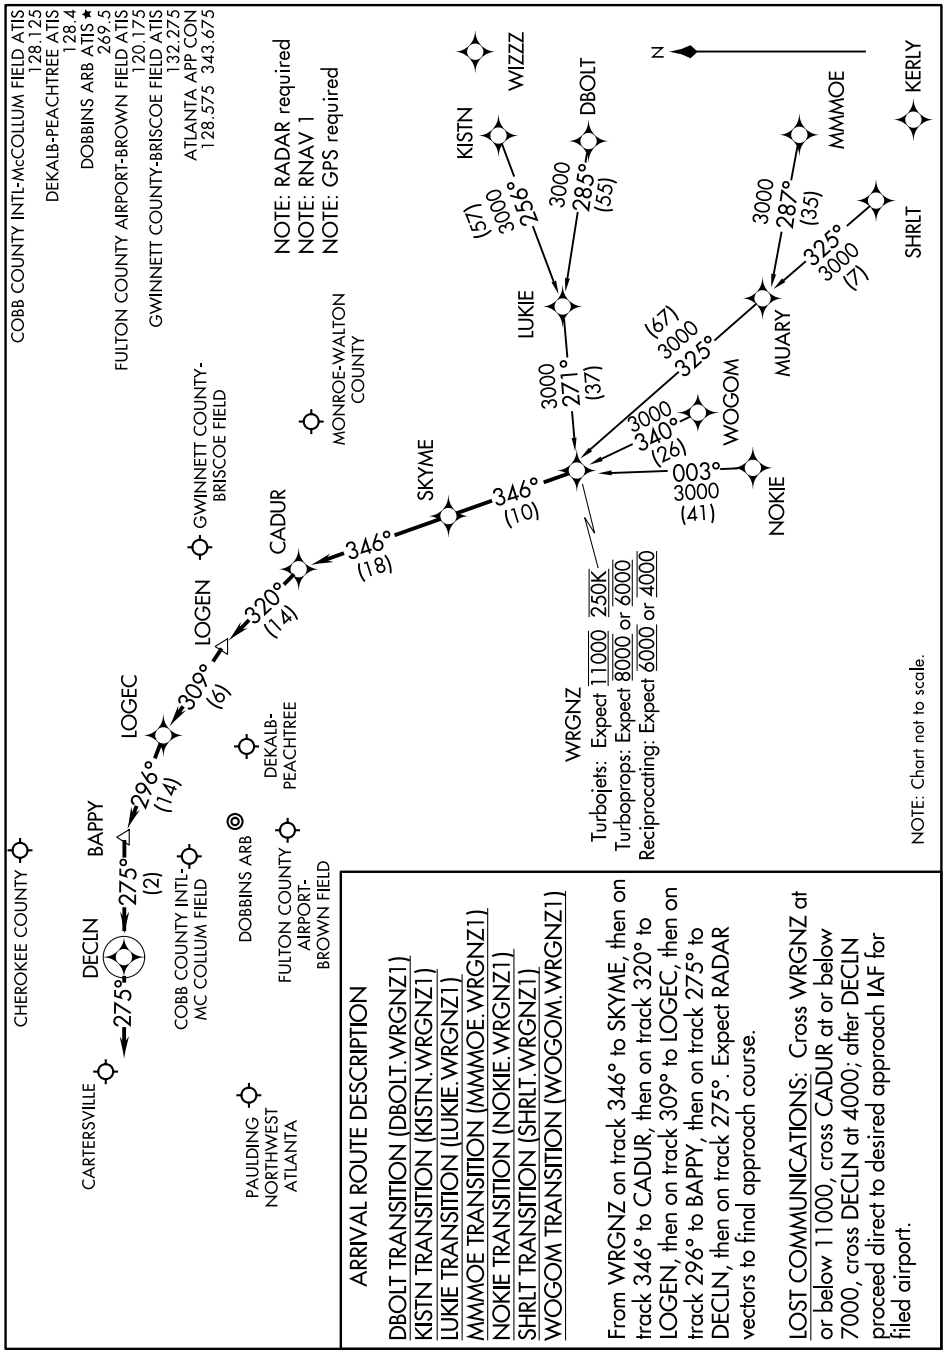 COBB COUNTY INTL-McCOLLUM FIELD ATIS
128.125
DEKALB-PEACHTREE ATIS
128.4
DOBBINS ARB ATIS ★
269.5
FULTON COUNTY AIRPORT-BROWN FIELD ATIS
120.175
GWINNETT COUNTY-BRISCOE FIELD ATIS
132.275
ATLANTA APP CON
128.575 343.675
NOTE: RADAR required
NOTE: RNAV 1
NOTE: GPS required
CHEROKEE COUNTY
CARTERSVILLE
275°
DECLN
275°
(2)
BAPPY
296°
(14)
LOGEC
309°
(6)
LOGEN
320°
(14)
CADUR
346°
(18)
SKYME
346°
(10)
COBB COUNTY INTL-
MC COLLUM FIELD
DOBBINS ARB
DEKALB-
PEACHTREE
FULTON COUNTY
AIRPORT-
BROWN FIELD
PAULDING
NORTHWEST
ATLANTA
GWINNETT COUNTY-
BRISCOE FIELD
MONROE-WALTON
COUNTY
KISTN
(57)
3000
256°
WIZZZ
DBOLT
3000
285°
(55)
LUKIE
3000
271°
(37)
N
MMMOE
3000
287°
(35)
KERLY
SHRLT
325°
3000
(7)
MUARY
(67)
3000
325°
WOGOM
3000
340°
(26)
NOKIE
003°
3000
(41)
WRGNZ
Turbojets: Expect 11000 250K
Turboprops: Expect 8000 or 6000
Reciprocating: Expect 6000 or 4000
NOTE: Chart not to scale.
ARRIVAL ROUTE DESCRIPTION
DBOLT TRANSITION (DBOLT.WRGNZ1)
KISTN TRANSITION (KISTN.WRGNZ1)
LUKIE TRANSITION (LUKIE.WRGNZ1)
MMMOE TRANSITION (MMMOE.WRGNZ1)
NOKIE TRANSITION (NOKIE.WRGNZ1)
SHRLT TRANSITION (SHRLT.WRGNZ1)
WOGOM TRANSITION (WOGOM.WRGNZ1)
From WRGNZ on track 346° to SKYME, then on
track 346° to CADUR, then on track 320° to
LOGEN, then on track 309° to LOGEC, then on
track 296° to BAPPY, then on track 275° to
DECLN, then on track 275°. Expect RADAR
vectors to final approach course.
LOST COMMUNICATIONS: Cross WRGNZ at
or below 11000, cross CADUR at or below
7000, cross DECLN at 4000; after DECLN
proceed direct to desired approach IAF for
filed airport.